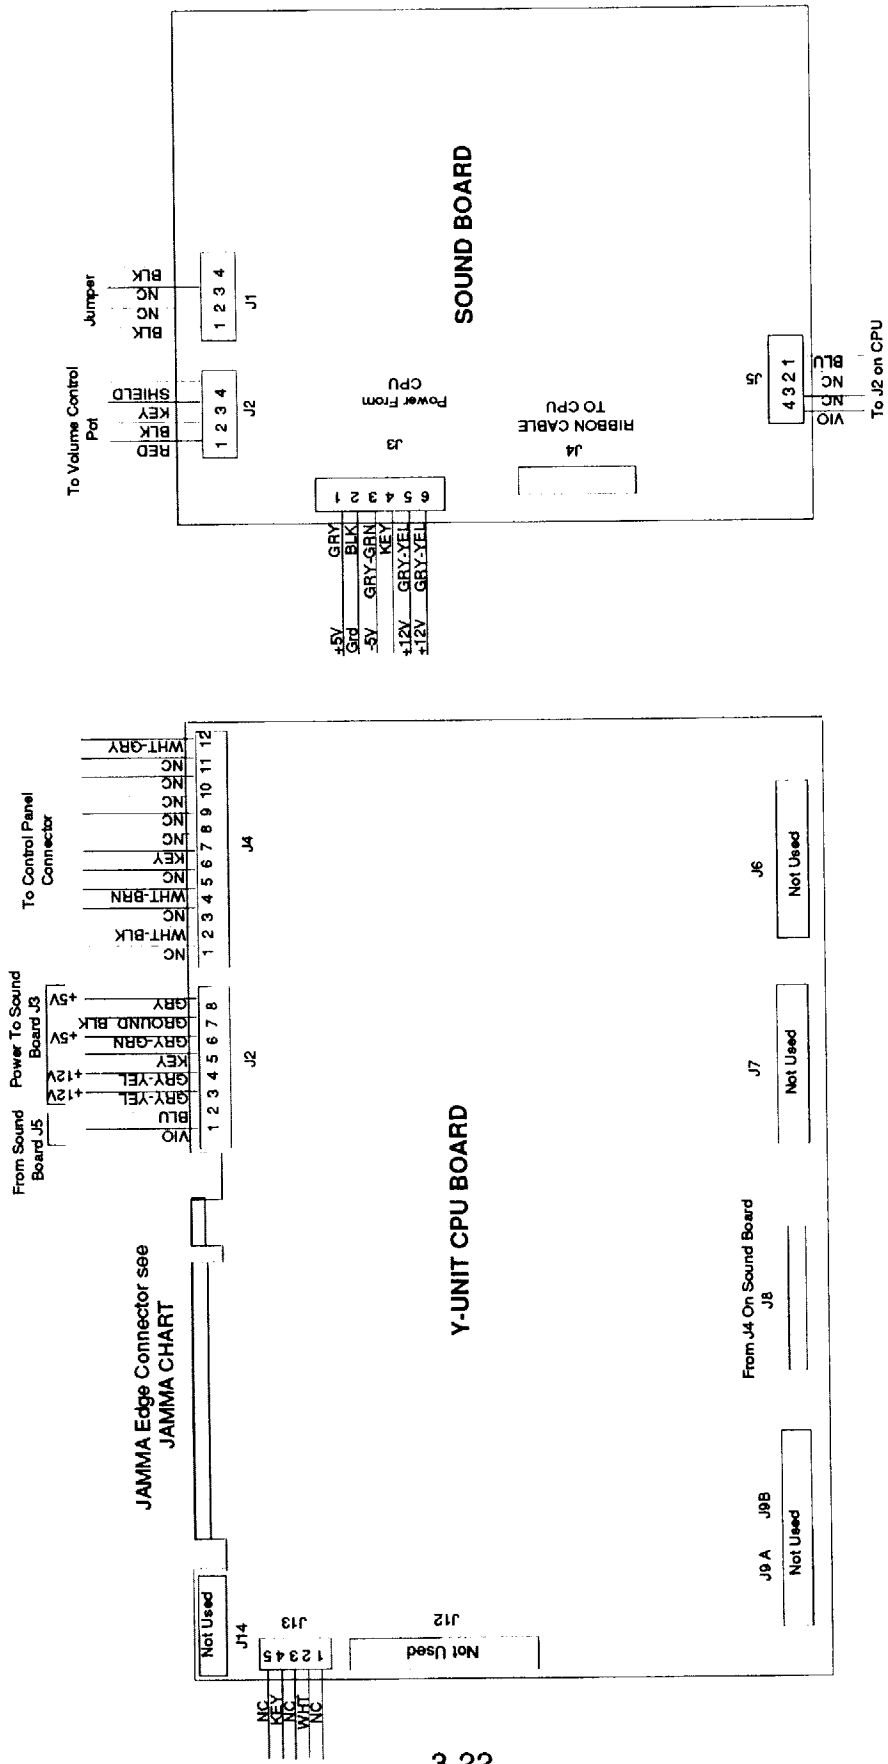 JAMMA Edge Connector see
JAMMA CHART
From Sound
Board J5
Power To Sound
Board J3
+12V
+12V
+5V
+5V
VIO
BLU
GRY-YEL
GRY-YEL
KEY
GRY-GRN
GROUND BLK
GRY
1 2 3 4 5 6 7 8
J2
To Control Panel
Connector
NC
WHT-BLK
NC
WHT-BRN
NC
KEY
NC
NC
NC
NC
NC
WHT-GRY
1 2 3 4 5 6 7 8 9 10 11 12
J4
Not Used
J14
NC
KEY
NC
WHT
NC
5 4 3 2 1
J13
J12
Not Used
Y-UNIT CPU BOARD
J9 A
J9B
Not Used
From J4 On Sound Board
J8
J7
Not Used
J6
Not Used
To Volume Control
Pot
RED
BLK
KEY
SHIELD
1 2 3 4
J2
Jumper
BLK
NC
NC
BLK
1 2 3 4
J1
+5V GRY 1
Grd BLK 2
-5V GRY-GRN 3
KEY 4
+12V GRY-YEL 5
+12V GRY-YEL 6
J3
Power From
CPU
J4
RIBBON CABLE
TO CPU
SOUND BOARD
J5
4 3 2 1
VIO
NC
NC
BLU
To J2 on CPU